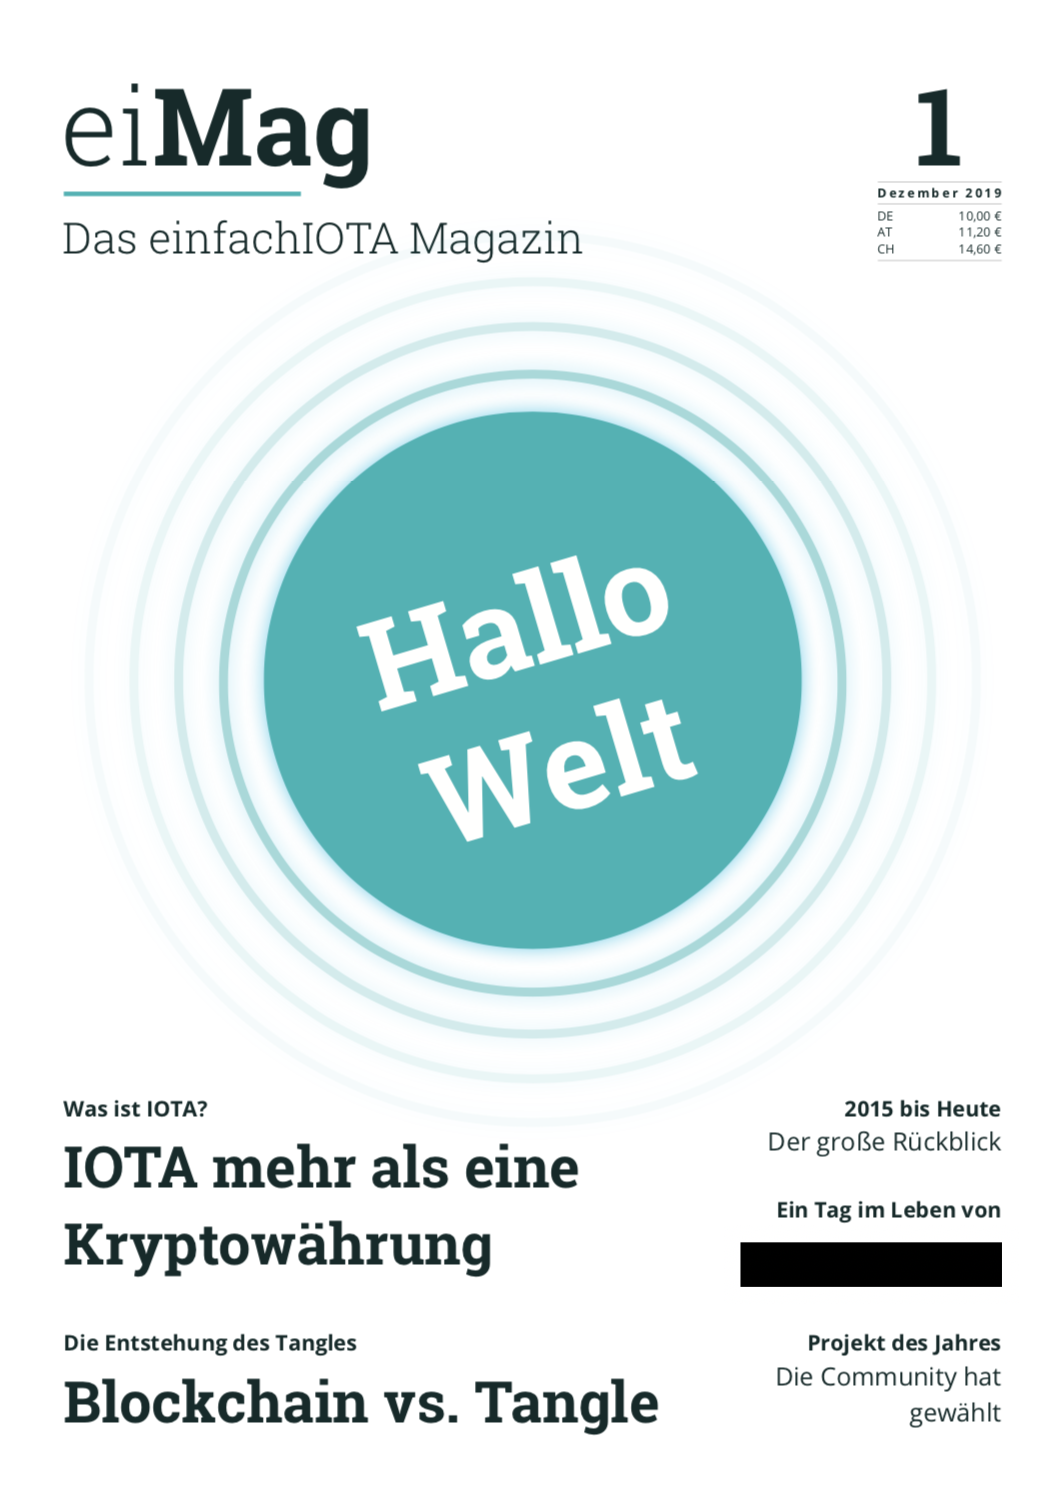 eiMag
Das einfachIOTA Magazin
1
Dezember 2019
DE 10,00 €
AT 11,20 €
CH 14,60 €
Hallo
Welt
Was ist IOTA?
IOTA mehr als eine
Kryptowährung
Die Entstehung des Tangles
Blockchain vs. Tangle
2015 bis Heute
Der große Rückblick
Ein Tag im Leben von
Projekt des Jahres
Die Community hat
gewählt